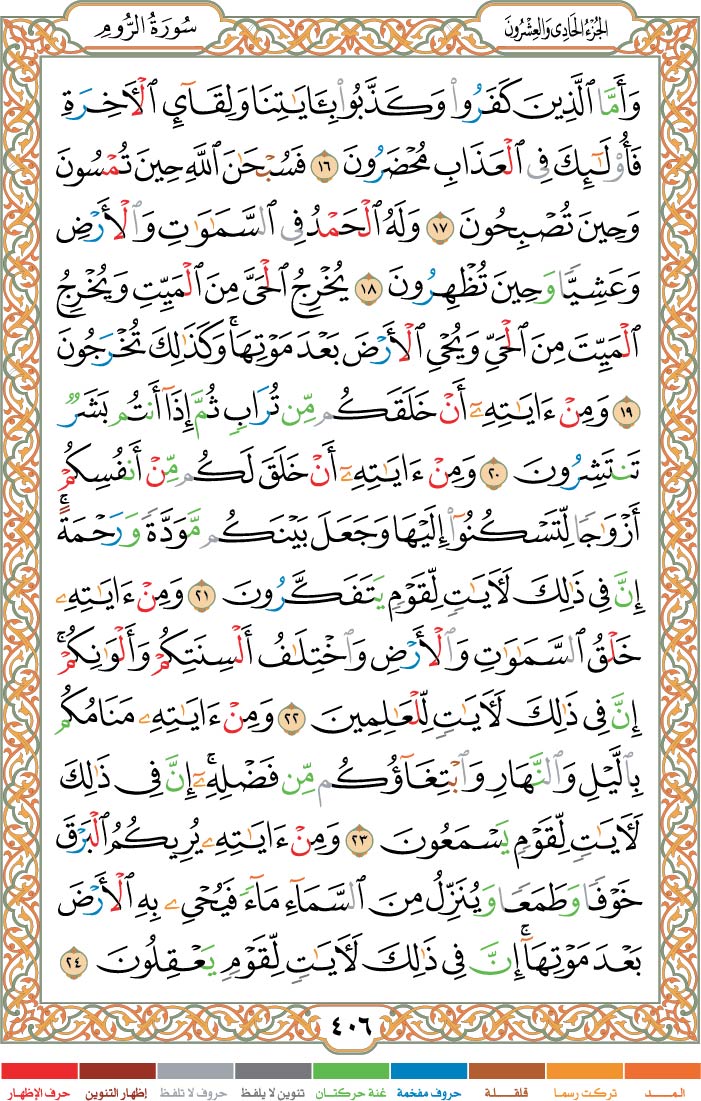 الجُزْءُ الحَادِى وَالعِشْرُونَ
سُورَةُ الرُّومِ
وَأَمَّا ٱلَّذِينَ كَفَرُوا۟ وَكَذَّبُوا۟ بِـَٔايَٰتِنَا وَلِقَآئِ ٱلْأَخِرَةِ
فَأُو۟لَٰٓئِكَ فِى ٱلْعَذَابِ مُحْضَرُونَ ١٦ فَسُبْحَٰنَ ٱللَّهِ حِينَ تُمْسُونَ
وَحِينَ تُصْبِحُونَ ١٧ وَلَهُ ٱلْحَمْدُ فِى ٱلسَّمَٰوَٰتِ وَٱلْأَرْضِ
وَعَشِيًّا وَحِينَ تُظْهِرُونَ ١٨ يُخْرِجُ ٱلْحَىَّ مِنَ ٱلْمَيِّتِ وَيُخْرِجُ
ٱلْمَيِّتَ مِنَ ٱلْحَىِّ وَيُحْىِ ٱلْأَرْضَ بَعْدَ مَوْتِهَا ۚ وَكَذَٰلِكَ تُخْرَجُونَ
١٩ وَمِنْ ءَايَٰتِهِۦٓ أَنْ خَلَقَكُم مِّن تُرَابٍ ثُمَّ إِذَآ أَنتُم بَشَرٌ
تَنتَشِرُونَ ٢٠ وَمِنْ ءَايَٰتِهِۦٓ أَنْ خَلَقَ لَكُم مِّنْ أَنفُسِكُمْ
أَزْوَٰجًا لِّتَسْكُنُوٓا۟ إِلَيْهَا وَجَعَلَ بَيْنَكُم مَّوَدَّةً وَرَحْمَةً ۚ
إِنَّ فِى ذَٰلِكَ لَأَيَٰتٍ لِّقَوْمٍ يَتَفَكَّرُونَ ٢١ وَمِنْ ءَايَٰتِهِۦ
خَلْقُ ٱلسَّمَٰوَٰتِ وَٱلْأَرْضِ وَٱخْتِلَٰفُ أَلْسِنَتِكُمْ وَأَلْوَٰنِكُمْ ۚ
إِنَّ فِى ذَٰلِكَ لَأَيَٰتٍ لِّلْعَٰلِمِينَ ٢٢ وَمِنْ ءَايَٰتِهِۦ مَنَامُكُم
بِٱلَّيْلِ وَٱلنَّهَارِ وَٱبْتِغَآؤُكُم مِّن فَضْلِهِۦٓ ۚ إِنَّ فِى ذَٰلِكَ
لَأَيَٰتٍ لِّقَوْمٍ يَسْمَعُونَ ٢٣ وَمِنْ ءَايَٰتِهِۦ يُرِيكُمُ ٱلْبَرْقَ
خَوْفًا وَطَمَعًا وَيُنَزِّلُ مِنَ ٱلسَّمَآءِ مَآءً فَيُحْىِۦ بِهِ ٱلْأَرْضَ
بَعْدَ مَوْتِهَآ ۚ إِنَّ فِى ذَٰلِكَ لَأَيَٰتٍ لِّقَوْمٍ يَعْقِلُونَ ٢٤
٤٠٦
المـــد تركت رسما قلقـلة حروف مفخمة غنة حركتان تنوين لا يلفظ حروف لا تلفظ إظهار التنوين حرف الإظهار